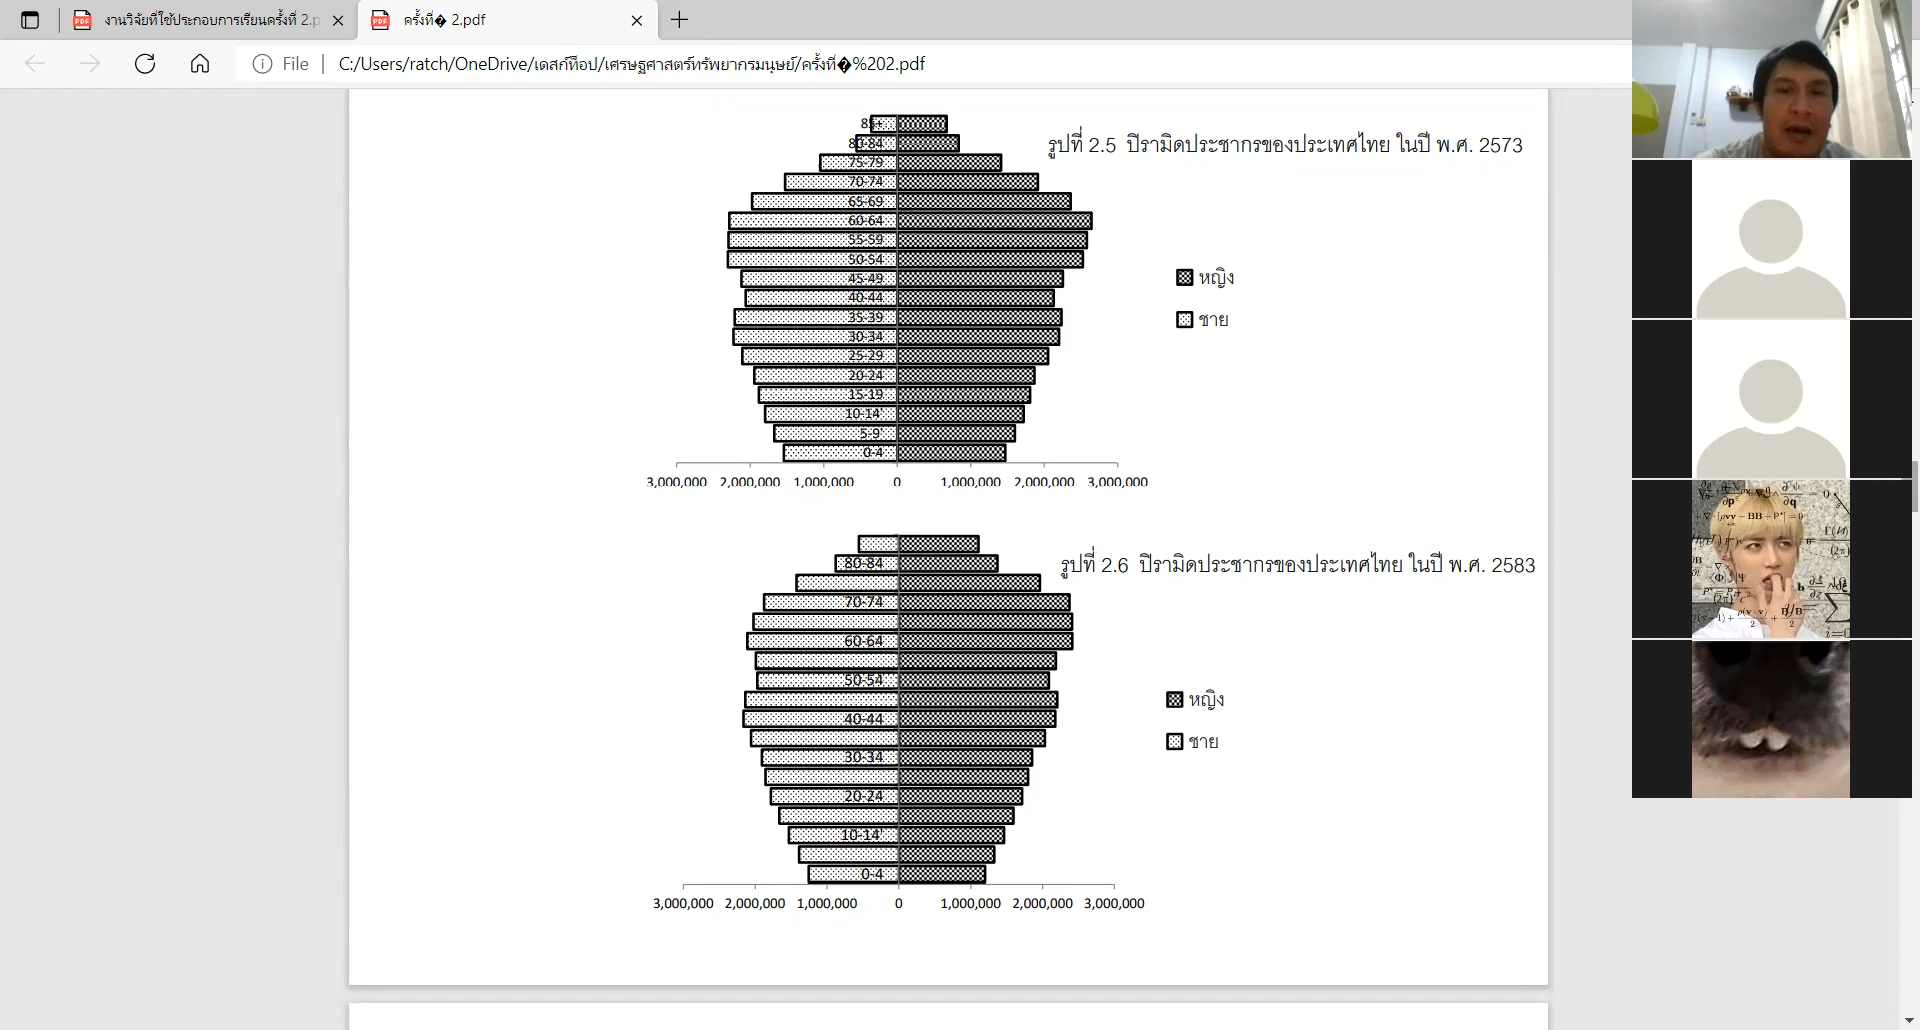 งานวิจัยที่ใช้ประกอบการเรียนครั้งที่ 2.p
ครั้งที่� 2.pdf
File
C:/Users/ratch/OneDrive/เดสก์ท็อป/เศรษฐศาสตร์ทรัพยากรมนุษย์/ครั้งที่�%202.pdf
รูปที่ 2.5 ปิรามิดประชากรของประเทศไทย ในปี พ.ศ. 2573
85+
80-84
75-79
70-74
65-69
60-64
55-59
50-54
45-49
40-44
35-39
30-34
25-29
20-24
15-19
10-14'
5-9'
0-4
หญิง
ชาย
3,000,000 2,000,000 1,000,000 0 1,000,000 2,000,000 3,000,000
รูปที่ 2.6 ปิรามิดประชากรของประเทศไทย ในปี พ.ศ. 2583
80-84
70-74
60-64
50-54
40-44
30-34
20-24
10-14'
0-4
หญิง
ชาย
3,000,000 2,000,000 1,000,000 0 1,000,000 2,000,000 3,000,000